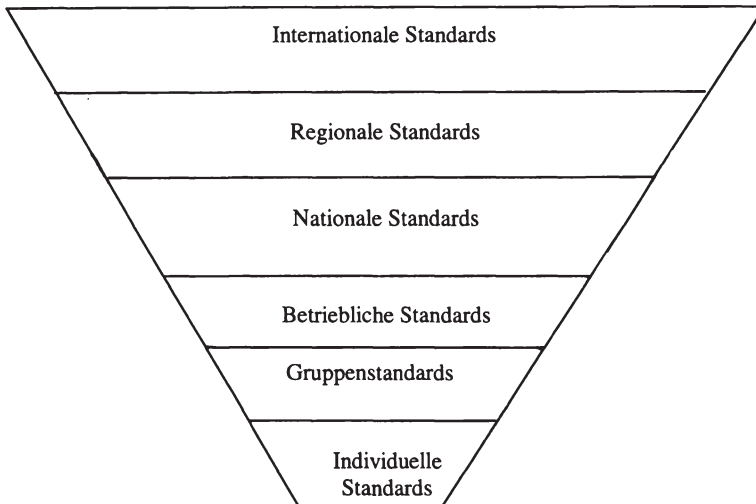 Internationale Standards
Regionale Standards
Nationale Standards
Betriebliche Standards
Gruppenstandards
Individuelle
Standards